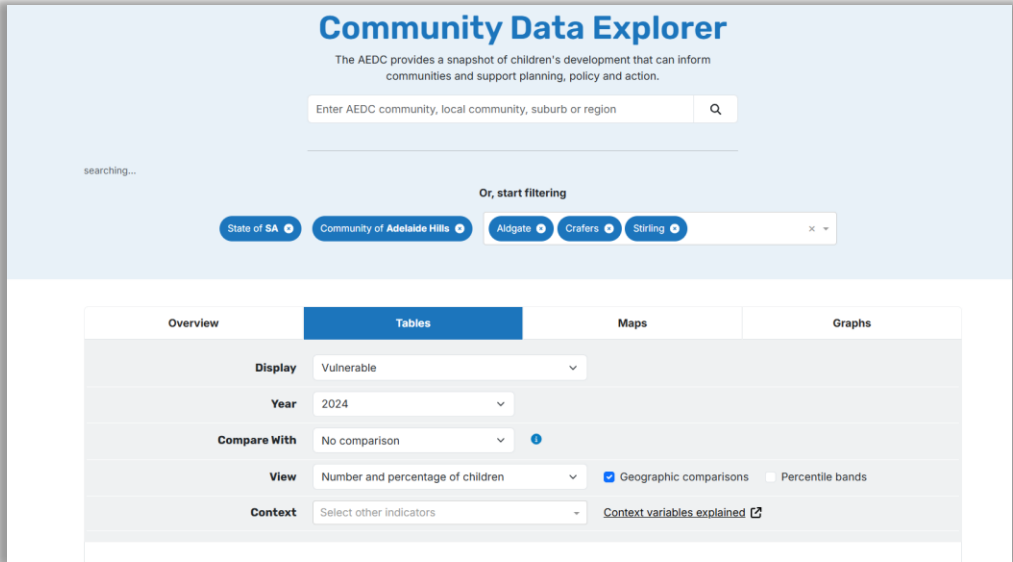 Community Data Explorer
The AEDC provides a snapshot of children's development that can inform
communities and support planning, policy and action.
Enter AEDC community, local community, suburb or region
searching...
Or, start filtering
State of SA
Community of Adelaide Hills
Aldgate
Crafers
Stirling
Overview
Tables
Maps
Graphs
Display
Vulnerable
Year
2024
Compare With
No comparison
View
Number and percentage of children
Geographic comparisons
Percentile bands
Context
Select other indicators
Context variables explained